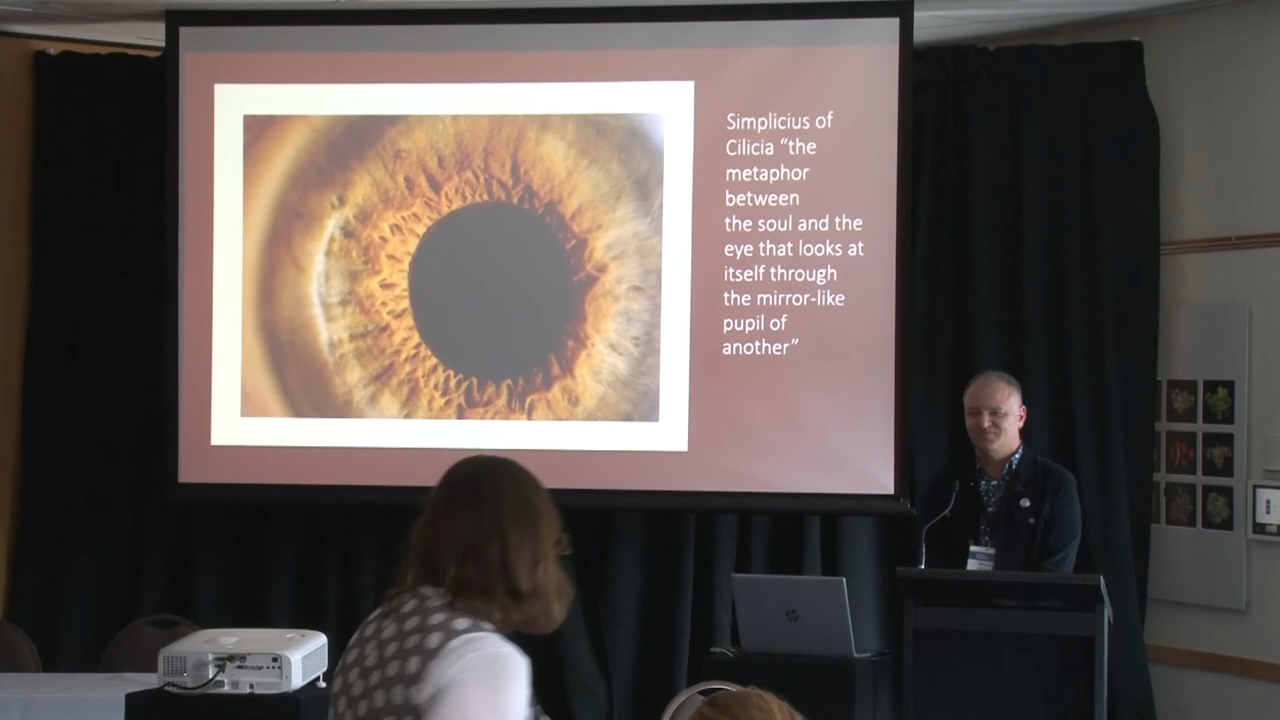 Simplicius of
Cilicia “the
metaphor
between
the soul and the
eye that looks at
itself through
the mirror-like
pupil of
another”
hp